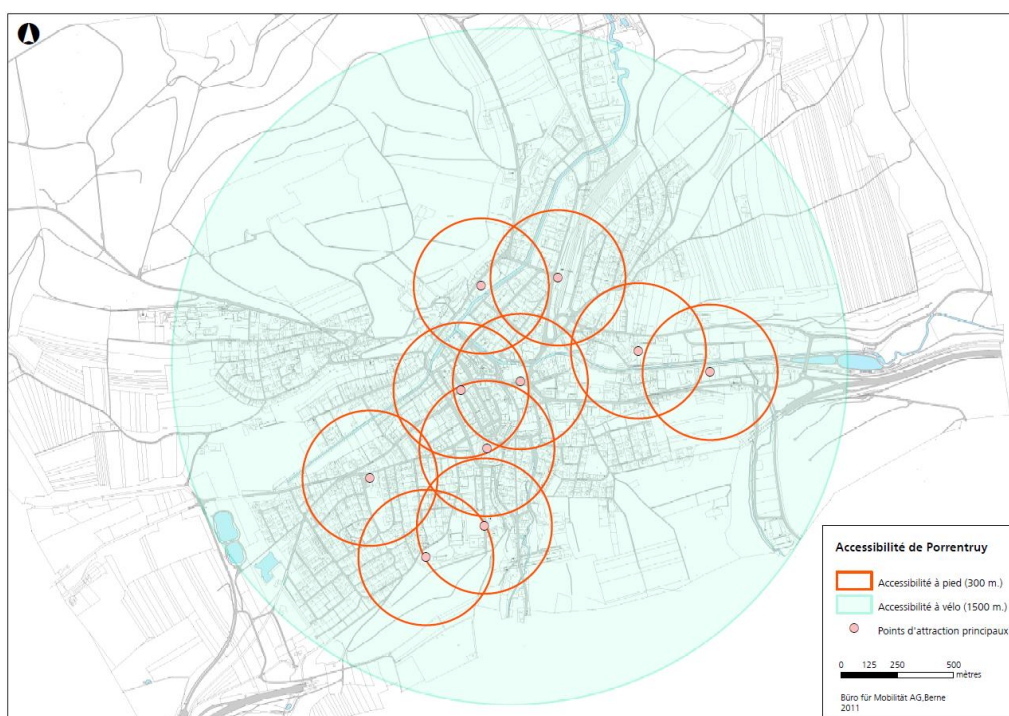 Accessibilité de Porrentruy
Accessibilité à pied (300 m.)
Accessibilité à vélo (1500 m.)
Points d'attraction principaux
0 125 250 500
mètres
Büro für Mobilität AG,Berne
2011